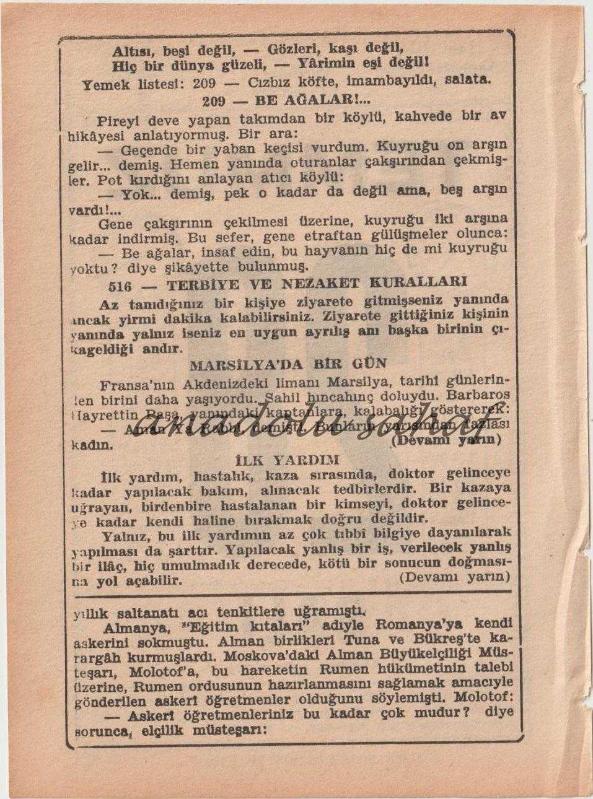 Altısı, beşi değil, — Gözleri, kaşı değil,
Hiç bir dünya güzeli, — Yârimin eşi değil!
Yemek listesi: 209 — Cızbız köfte, imambayıldı, salata.
209 — BE AĞALAR!...
Pireyi deve yapan takımdan bir köylü, kahvede bir av
hikâyesi anlatıyormuş. Bir ara:
— Geçende bir yaban keçisi vurdum. Kuyruğu on arşın
gelir... demiş. Hemen yanında oturanlar çakşırından çekmiş-
ler. Pot kırdığını anlayan atıcı köylü:
— Yok... demiş, pek o kadar da değil ama, beş arşın
vardı!...
Gene çakşırının çekilmesi üzerine, kuyruğu iki arşına
kadar indirmiş. Bu sefer, gene etraftan gülüşmeler olunca:
— Be ağalar, insaf edin, bu hayvanın hiç de mi kuyruğu
yoktu? diye şikâyette bulunmuş.
516 — TERBİYE VE NEZAKET KURALLARI
Az tanıdığınız bir kişiye ziyarete gitmişseniz yanında
ancak yirmi dakika kalabilirsiniz. Ziyarete gittiğiniz kişinin
yanında yalnız iseniz en uygun ayrılış anı başka birinin çı-
kageldiği andır.
MARSİLYA'DA BİR GÜN
Fransa'nın Akdenizdeki limanı Marsilya, tarihî günlerin-
den birini daha yaşıyordu. Sahil hıncahınç doluydu. Barbaros
Hayrettin Paşa, yanındaki kaptanlara, kalabalığı göstererek:
— Aman demişti. Bunların yarısından fazlası
kadın. (Devamı yarın)
anadolu sahaf
İLK YARDIM
İlk yardım, hastalık, kaza sırasında, doktor gelinceye
kadar yapılacak bakım, alınacak tedbirlerdir. Bir kazaya
uğrayan, birdenbire hastalanan bir kimseyi, doktor gelince-
ye kadar kendi haline bırakmak doğru değildir.
Yalnız, bu ilk yardımın az çok tıbbî bilgiye dayanılarak
yapılması da şarttır. Yapılacak yanlış bir iş, verilecek yanlış
bir ilâç, hiç umulmadık derecede, kötü bir sonucun doğması-
na yol açabilir. (Devamı yarın)
yıllık saltanatı acı tenkitlere uğramıştı.
Almanya, "Eğitim kıtaları" adıyle Romanya'ya kendi
askerini sokmuştu. Alman birlikleri Tuna ve Bükreş'te ka-
rargâh kurmuşlardı. Moskova'daki Alman Büyükelçiliği Müs-
teşarı, Molotof'a, bu hareketin Rumen hükûmetinin talebi
üzerine, Rumen ordusunun hazırlanmasını sağlamak amacıyle
gönderilen askerî öğretmenler olduğunu söylemişti. Molotof:
— Askerî öğretmenleriniz bu kadar çok mudur? diye
sorunca, elçilik müsteşarı: